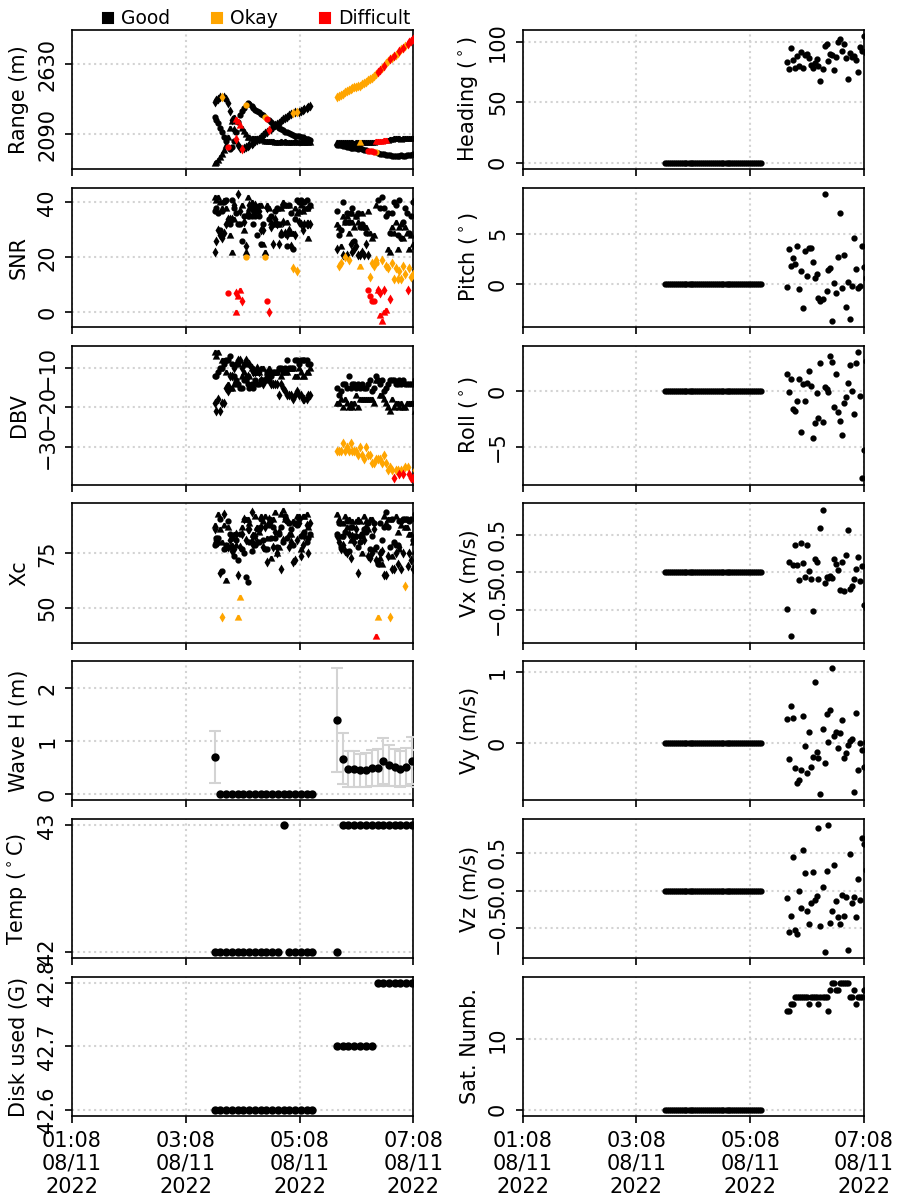 Good Okay Difficult
Range (m)
2630
2090
Heading (°)
100
50
0
SNR
40
20
0
Pitch (°)
5
0
DBV
−10
−20
−30
Roll (°)
0
−5
Xc
75
50
Vx (m/s)
0.5
0.0
−0.5
Wave H (m)
2
1
0
Vy (m/s)
1
0
Temp (°C)
43
42
Vz (m/s)
0.5
0.0
−0.5
Disk used (G)
42.8
42.7
42.6
Sat. Numb.
10
0
01:08 03:08 05:08 07:08
08/11 08/11 08/11 08/11
2022 2022 2022 2022
01:08 03:08 05:08 07:08
08/11 08/11 08/11 08/11
2022 2022 2022 2022